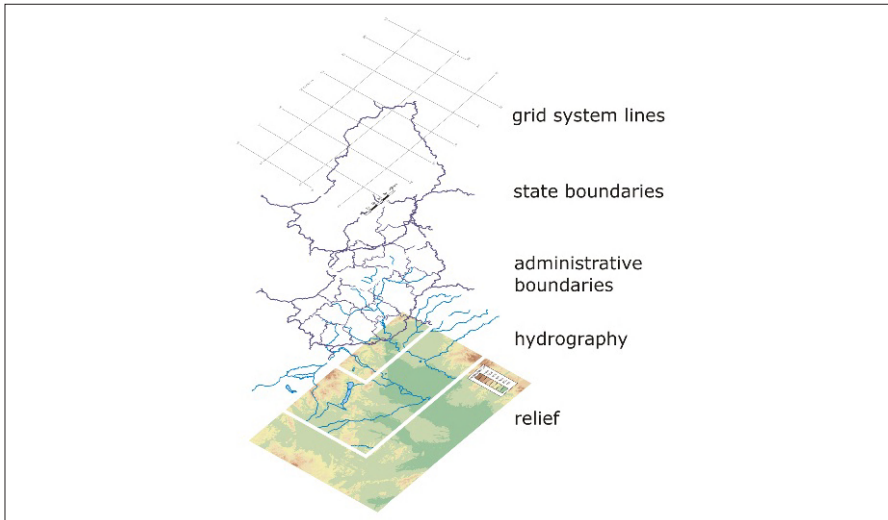 grid system lines
state boundaries
administrative
boundaries
hydrography
relief